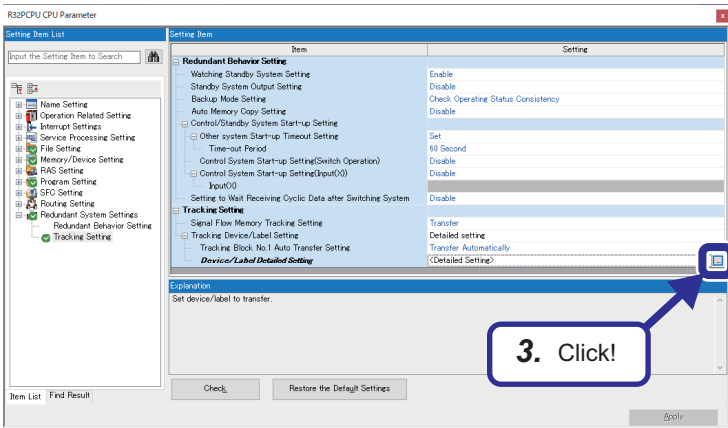 R32PCPU CPU Parameter
x
Setting Item List
Input the Setting Item to Search
Name Setting
Operation Related Setting
Interrupt Settings
Service Processing Setting
File Setting
Memory/Device Setting
RAS Setting
Program Setting
SFC Setting
Routing Setting
Redundant System Settings
Redundant Behavior Setting
Tracking Setting
Item List Find Result
Setting Item
Item Setting
Redundant Behavior Setting
Watching Standby System Setting Enable
Standby System Output Setting Disable
Backup Mode Setting Check Operating Status Consistency
Auto Memory Copy Setting Disable
Control/Standby System Start-up Setting
Other system Start-up Timeout Setting Set
Time-out Period 60 Second
Control System Start-up Setting(Switch Operation) Disable
Control System Start-up Setting(Input(X)) Disable
Input(X)
Setting to Wait Receiving Cyclic Data after Switching System Disable
Tracking Setting
Signal Flow Memory Tracking Setting Transfer
Tracking Device/Label Setting Detailed setting
Tracking Block No.1 Auto Transfer Setting Transfer Automatically
Device/Label Detailed Setting <Detailed Setting>
Explanation
Set device/label to transfer.
3. Click!
Check Restore the Default Settings
Apply